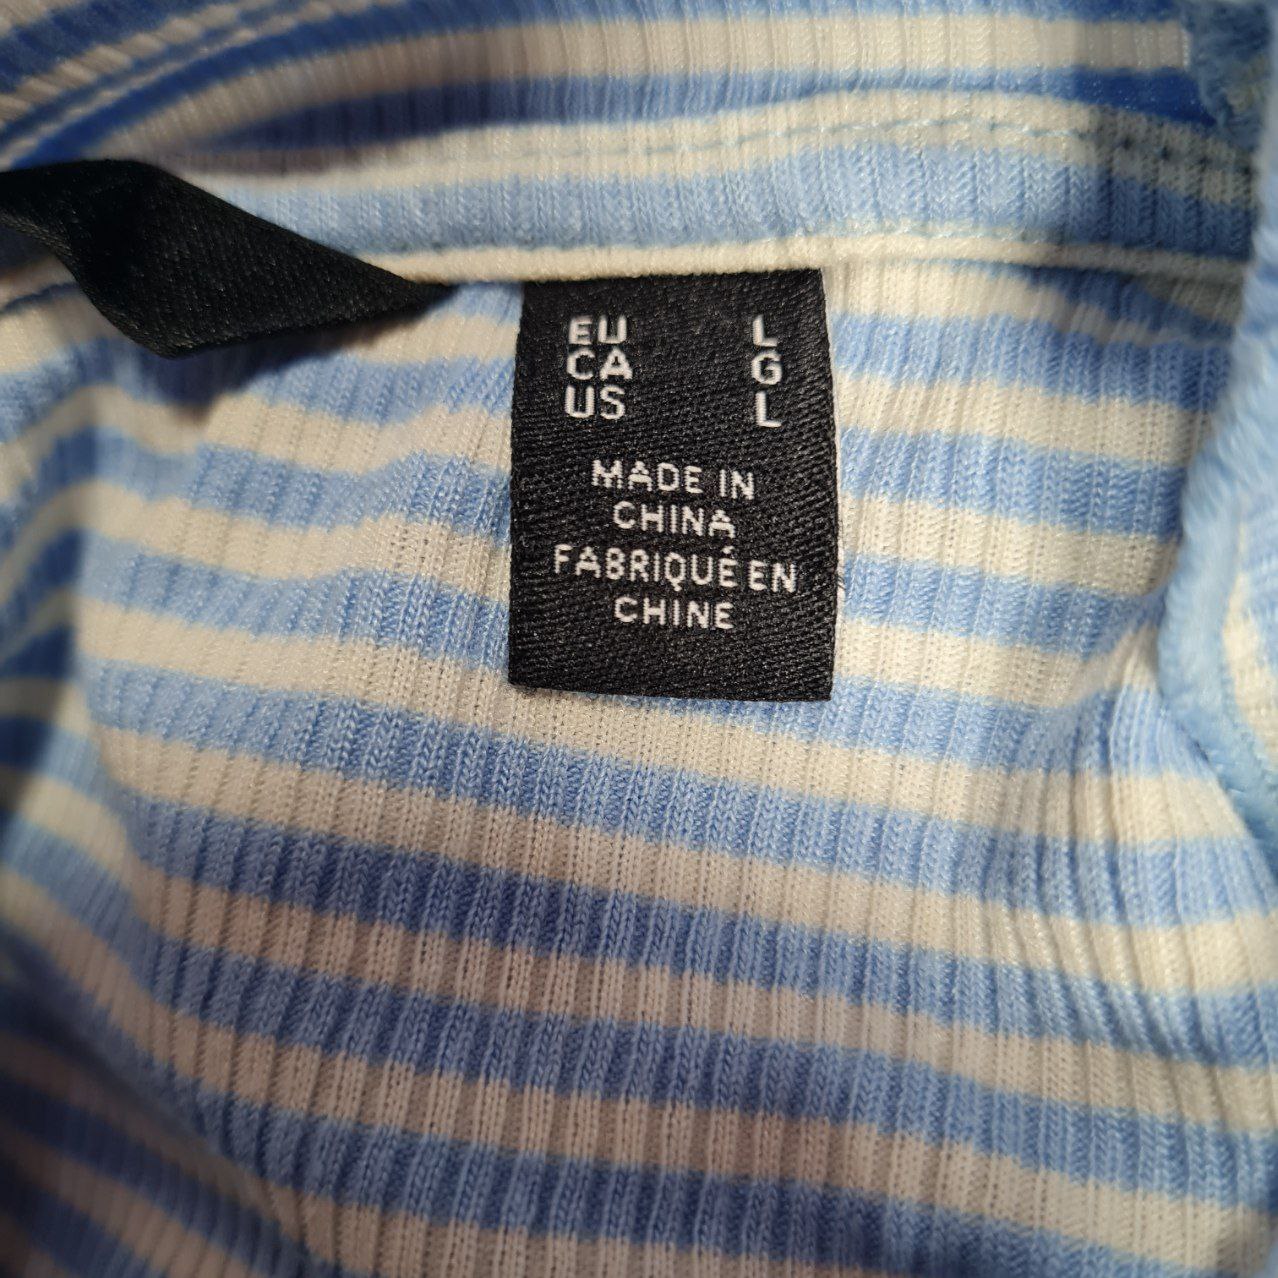 EU L
CA G
US L
MADE IN
CHINA
FABRIQUÉ EN
CHINE